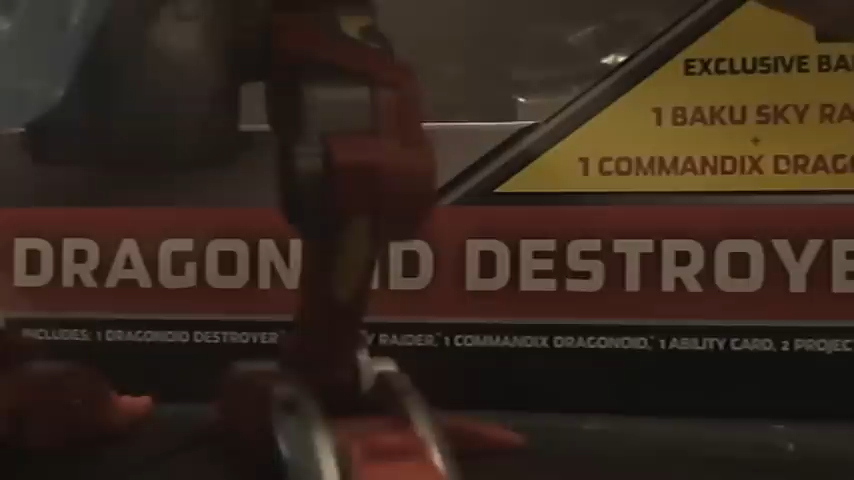 EXCLUSIVE BA
1 BAKU SKY RA
+
1 COMMANDIX DRAG
DRAGON ID DESTROYE
INCLUDES: 1 DRAGONOID DESTROYER, Y RAIDER, 1 COMMANDIX DRAGONOID, 1 ABILITY CARD, 2 PROJEC